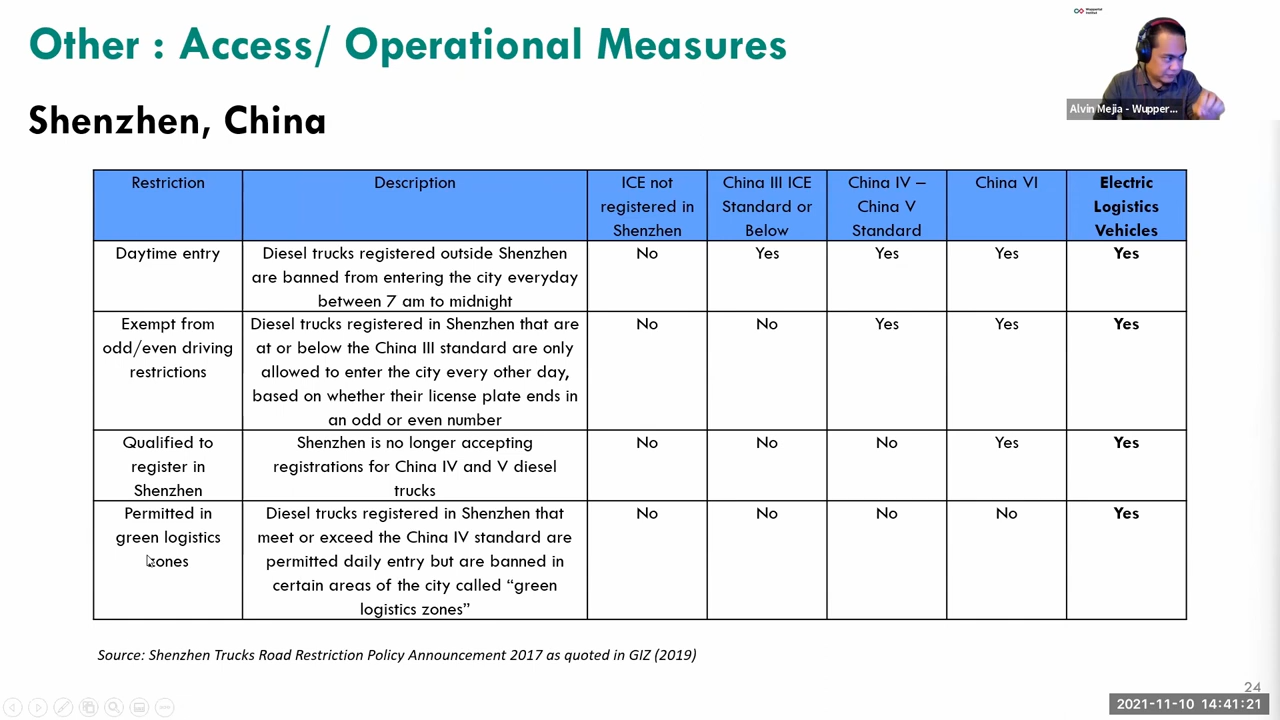 Other : Access/ Operational Measures
Wuppertal
Institut
Alvin Mejia - Wupper...
Shenzhen, China
Restriction
Description
ICE not
registered in
Shenzhen
China III ICE
Standard or
Below
China IV –
China V
Standard
China VI
Electric
Logistics
Vehicles
Daytime entry
Diesel trucks registered outside Shenzhen
are banned from entering the city everyday
between 7 am to midnight
No
Yes
Yes
Yes
Yes
Exempt from
odd/even driving
restrictions
Diesel trucks registered in Shenzhen that are
at or below the China III standard are only
allowed to enter the city every other day,
based on whether their license plate ends in
an odd or even number
No
No
Yes
Yes
Yes
Qualified to
register in
Shenzhen
Shenzhen is no longer accepting
registrations for China IV and V diesel
trucks
No
No
No
Yes
Yes
Permitted in
green logistics
zones
Diesel trucks registered in Shenzhen that
meet or exceed the China IV standard are
permitted daily entry but are banned in
certain areas of the city called “green
logistics zones”
No
No
No
No
Yes
Source: Shenzhen Trucks Road Restriction Policy Announcement 2017 as quoted in GIZ (2019)
24
2021-11-10 14:41:21